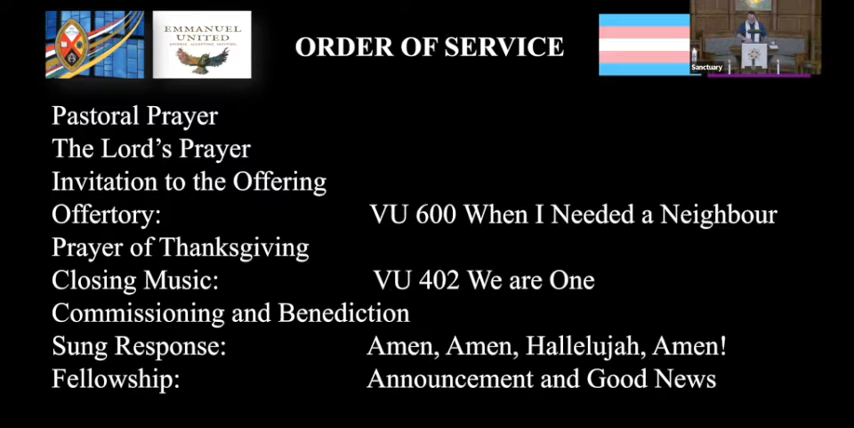 EMMANUEL
UNITED
ORDER OF SERVICE
Sanctuary
Pastoral Prayer
The Lord’s Prayer
Invitation to the Offering
Offertory: VU 600 When I Needed a Neighbour
Prayer of Thanksgiving
Closing Music: VU 402 We are One
Commissioning and Benediction
Sung Response: Amen, Amen, Hallelujah, Amen!
Fellowship: Announcement and Good News